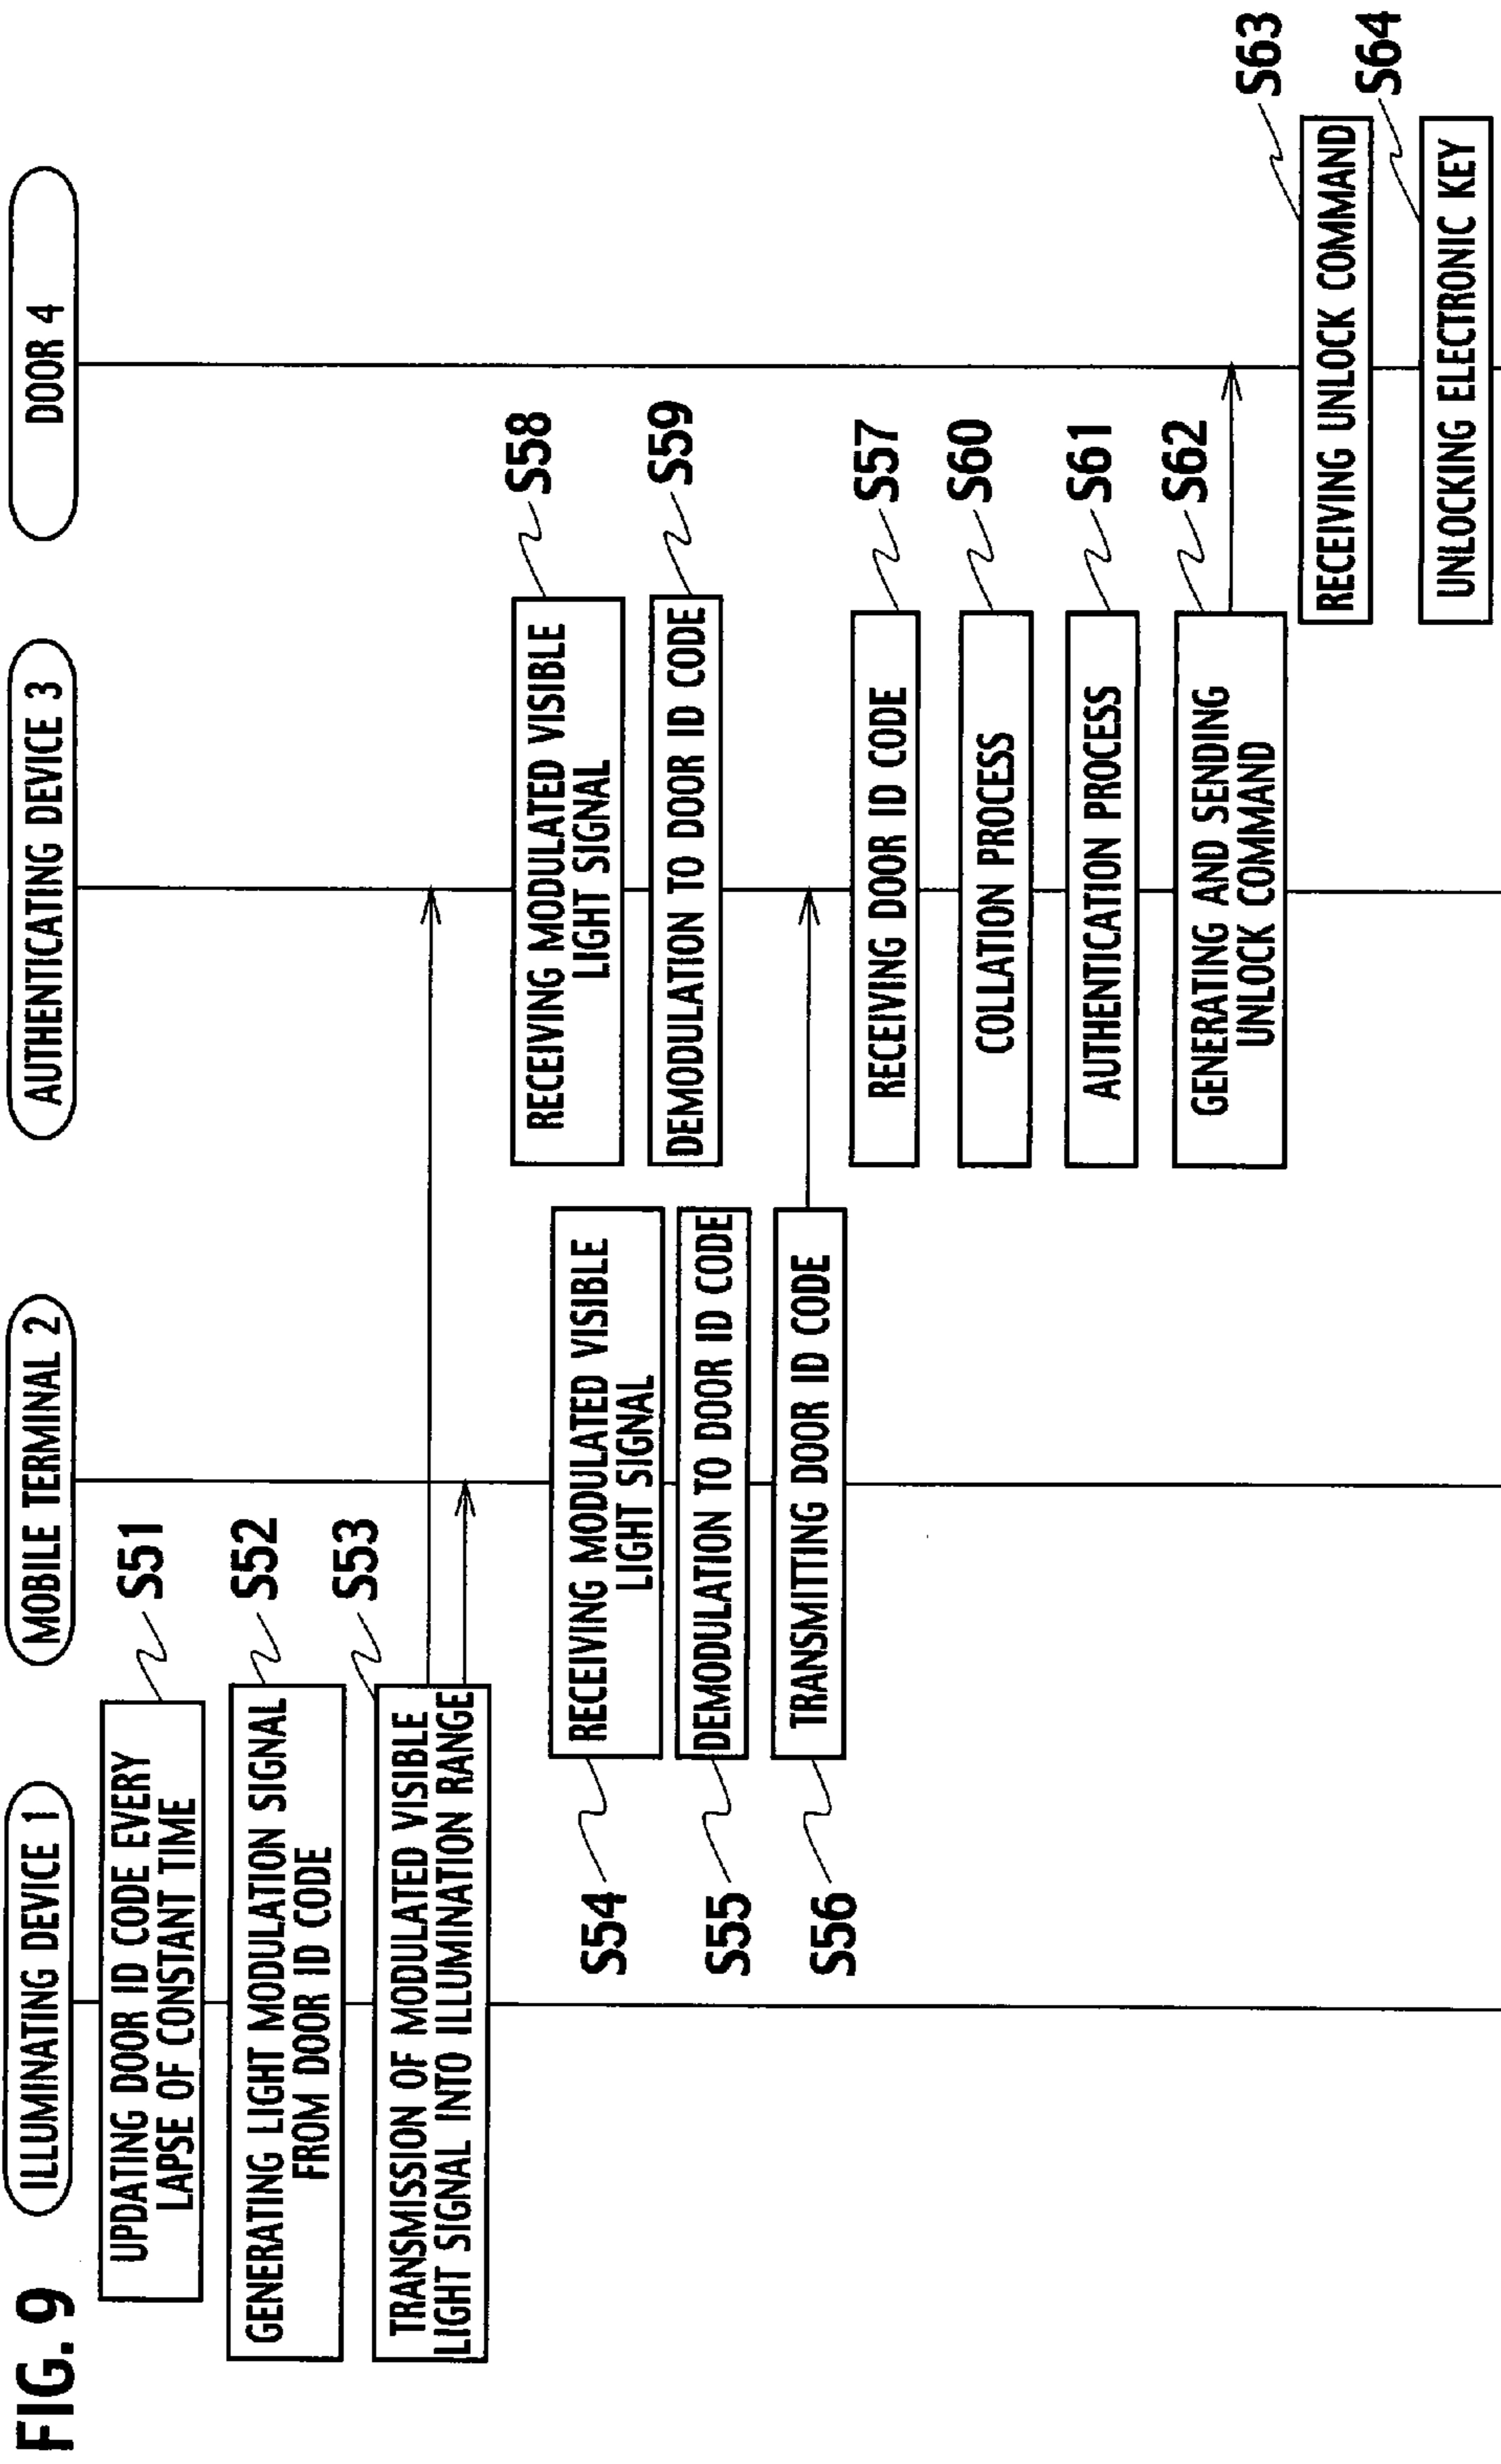 FIG. 9
ILLUMINATING DEVICE 1
MOBILE TERMINAL 2
AUTHENTICATING DEVICE 3
DOOR 4
UPDATING DOOR ID CODE EVERY
LAPSE OF CONSTANT TIME
S51
GENERATING LIGHT MODULATION SIGNAL
FROM DOOR ID CODE
S52
TRANSMISSION OF MODULATED VISIBLE
LIGHT SIGNAL INTO ILLUMINATION RANGE
S53
RECEIVING MODULATED VISIBLE
LIGHT SIGNAL
S58
S54
RECEIVING MODULATED VISIBLE
LIGHT SIGNAL
DEMODULATION TO DOOR ID CODE
S59
S55
DEMODULATION TO DOOR ID CODE
S56
TRANSMITTING DOOR ID CODE
RECEIVING DOOR ID CODE
S57
COLLATION PROCESS
S60
AUTHENTICATION PROCESS
S61
GENERATING AND SENDING
UNLOCK COMMAND
S62
RECEIVING UNLOCK COMMAND
S63
UNLOCKING ELECTRONIC KEY
S64